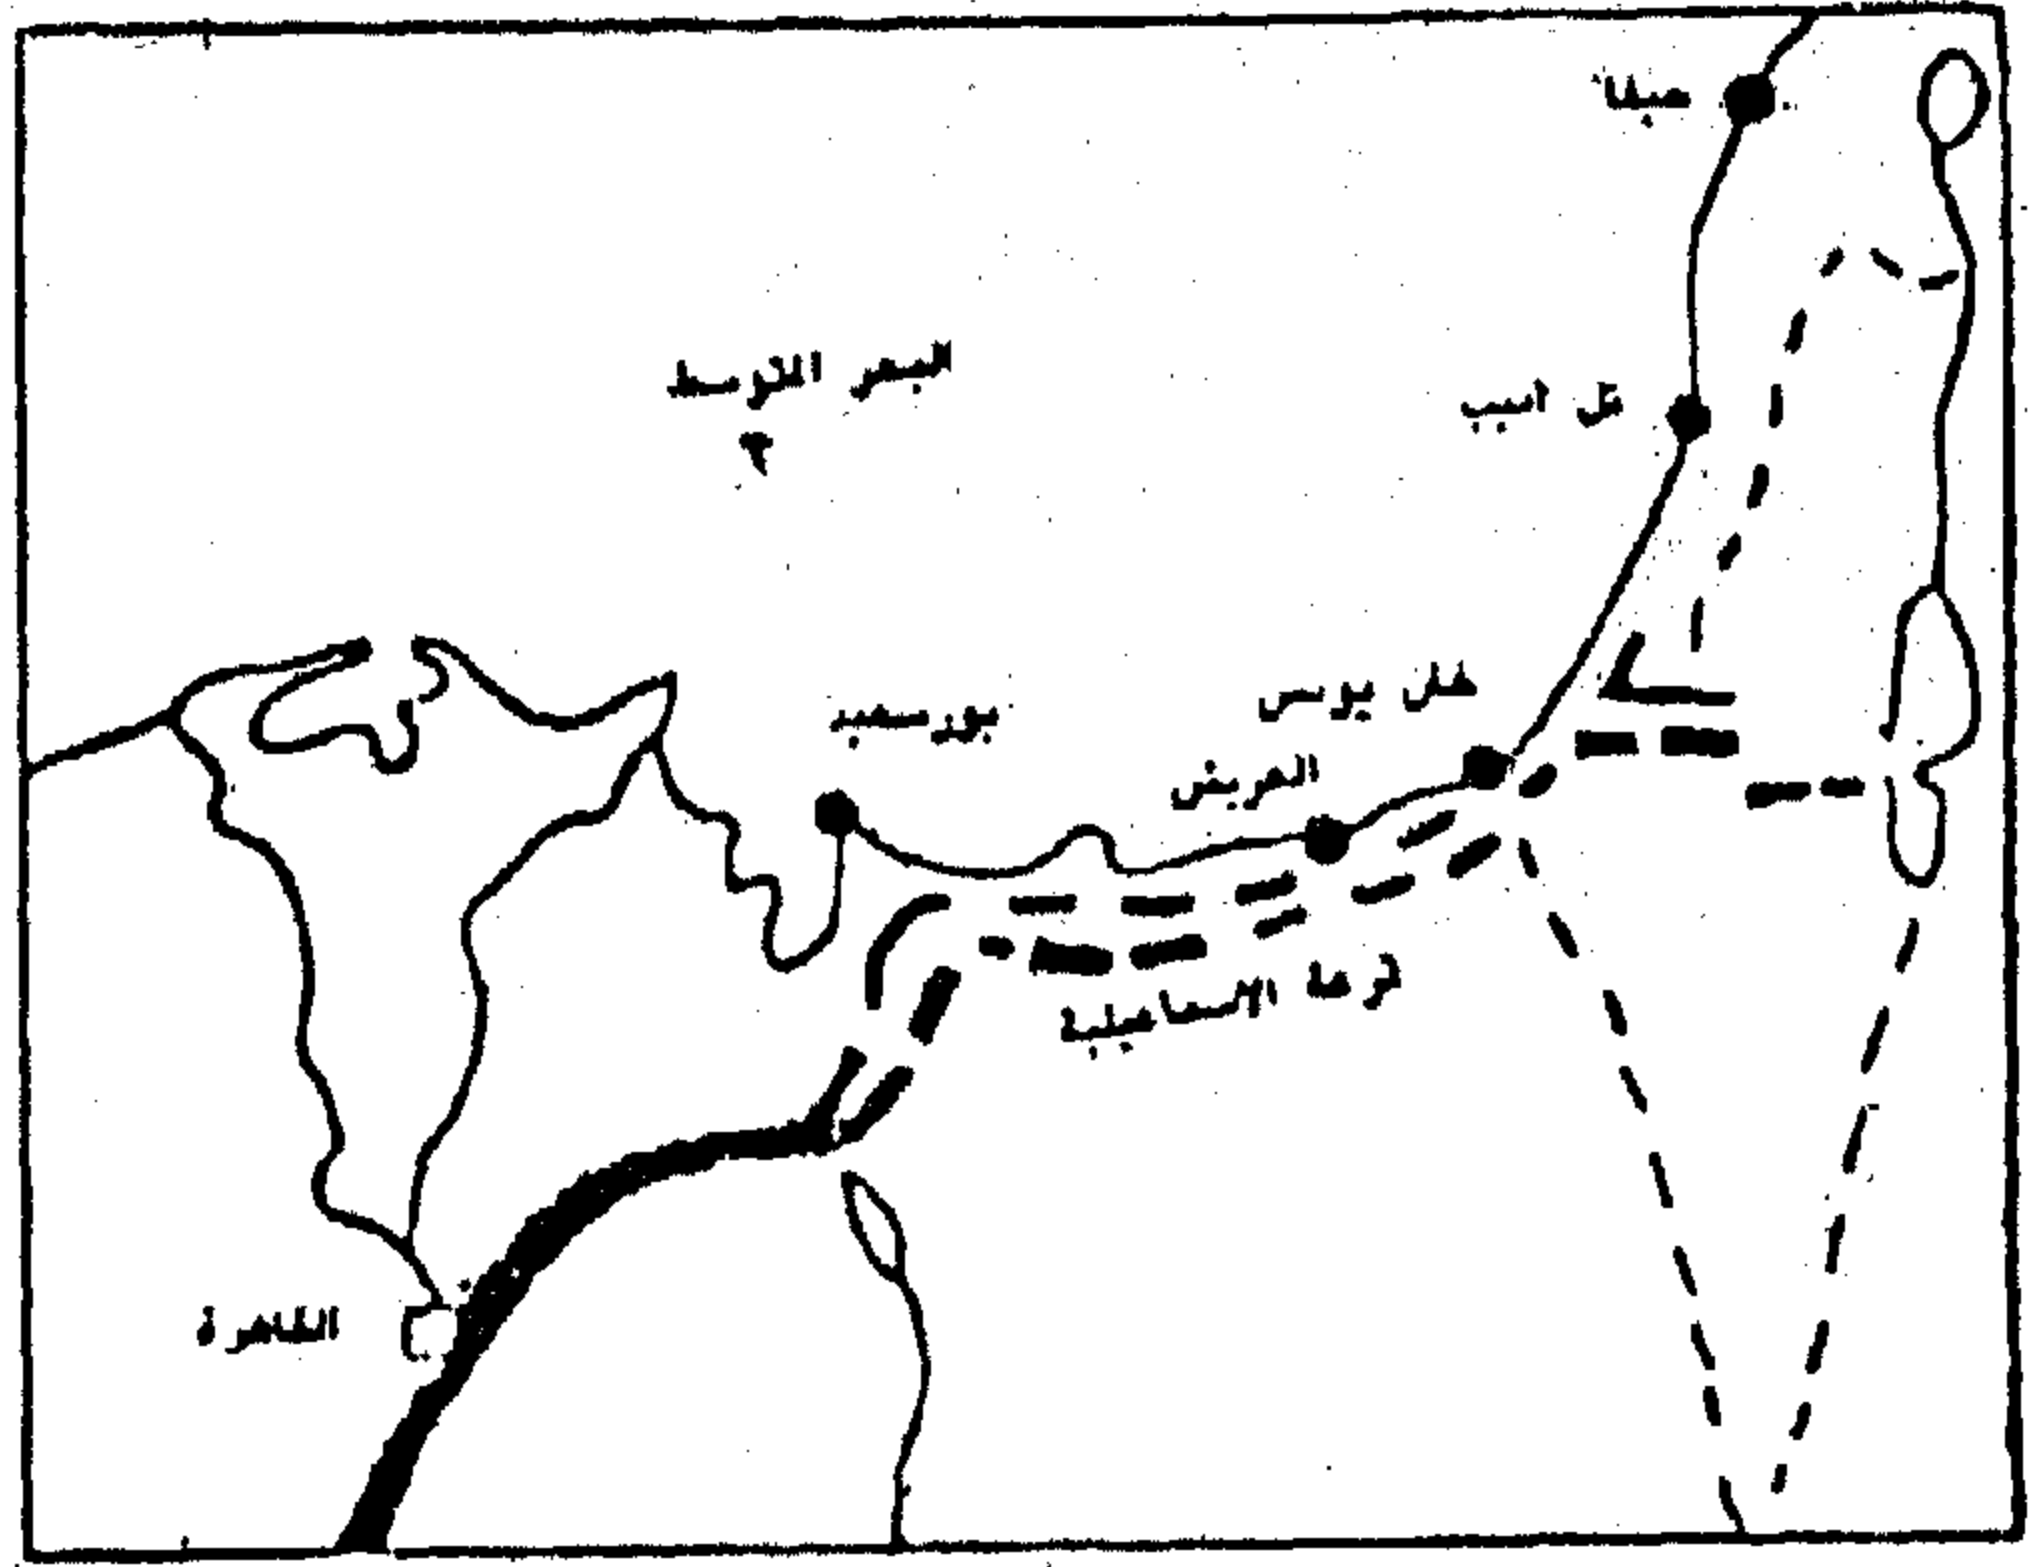 حيفا
البحر المتوسط
تل ابيب
خان يونس
بورسعيد
العريش
ترعة الاسماعيلية
القاهرة